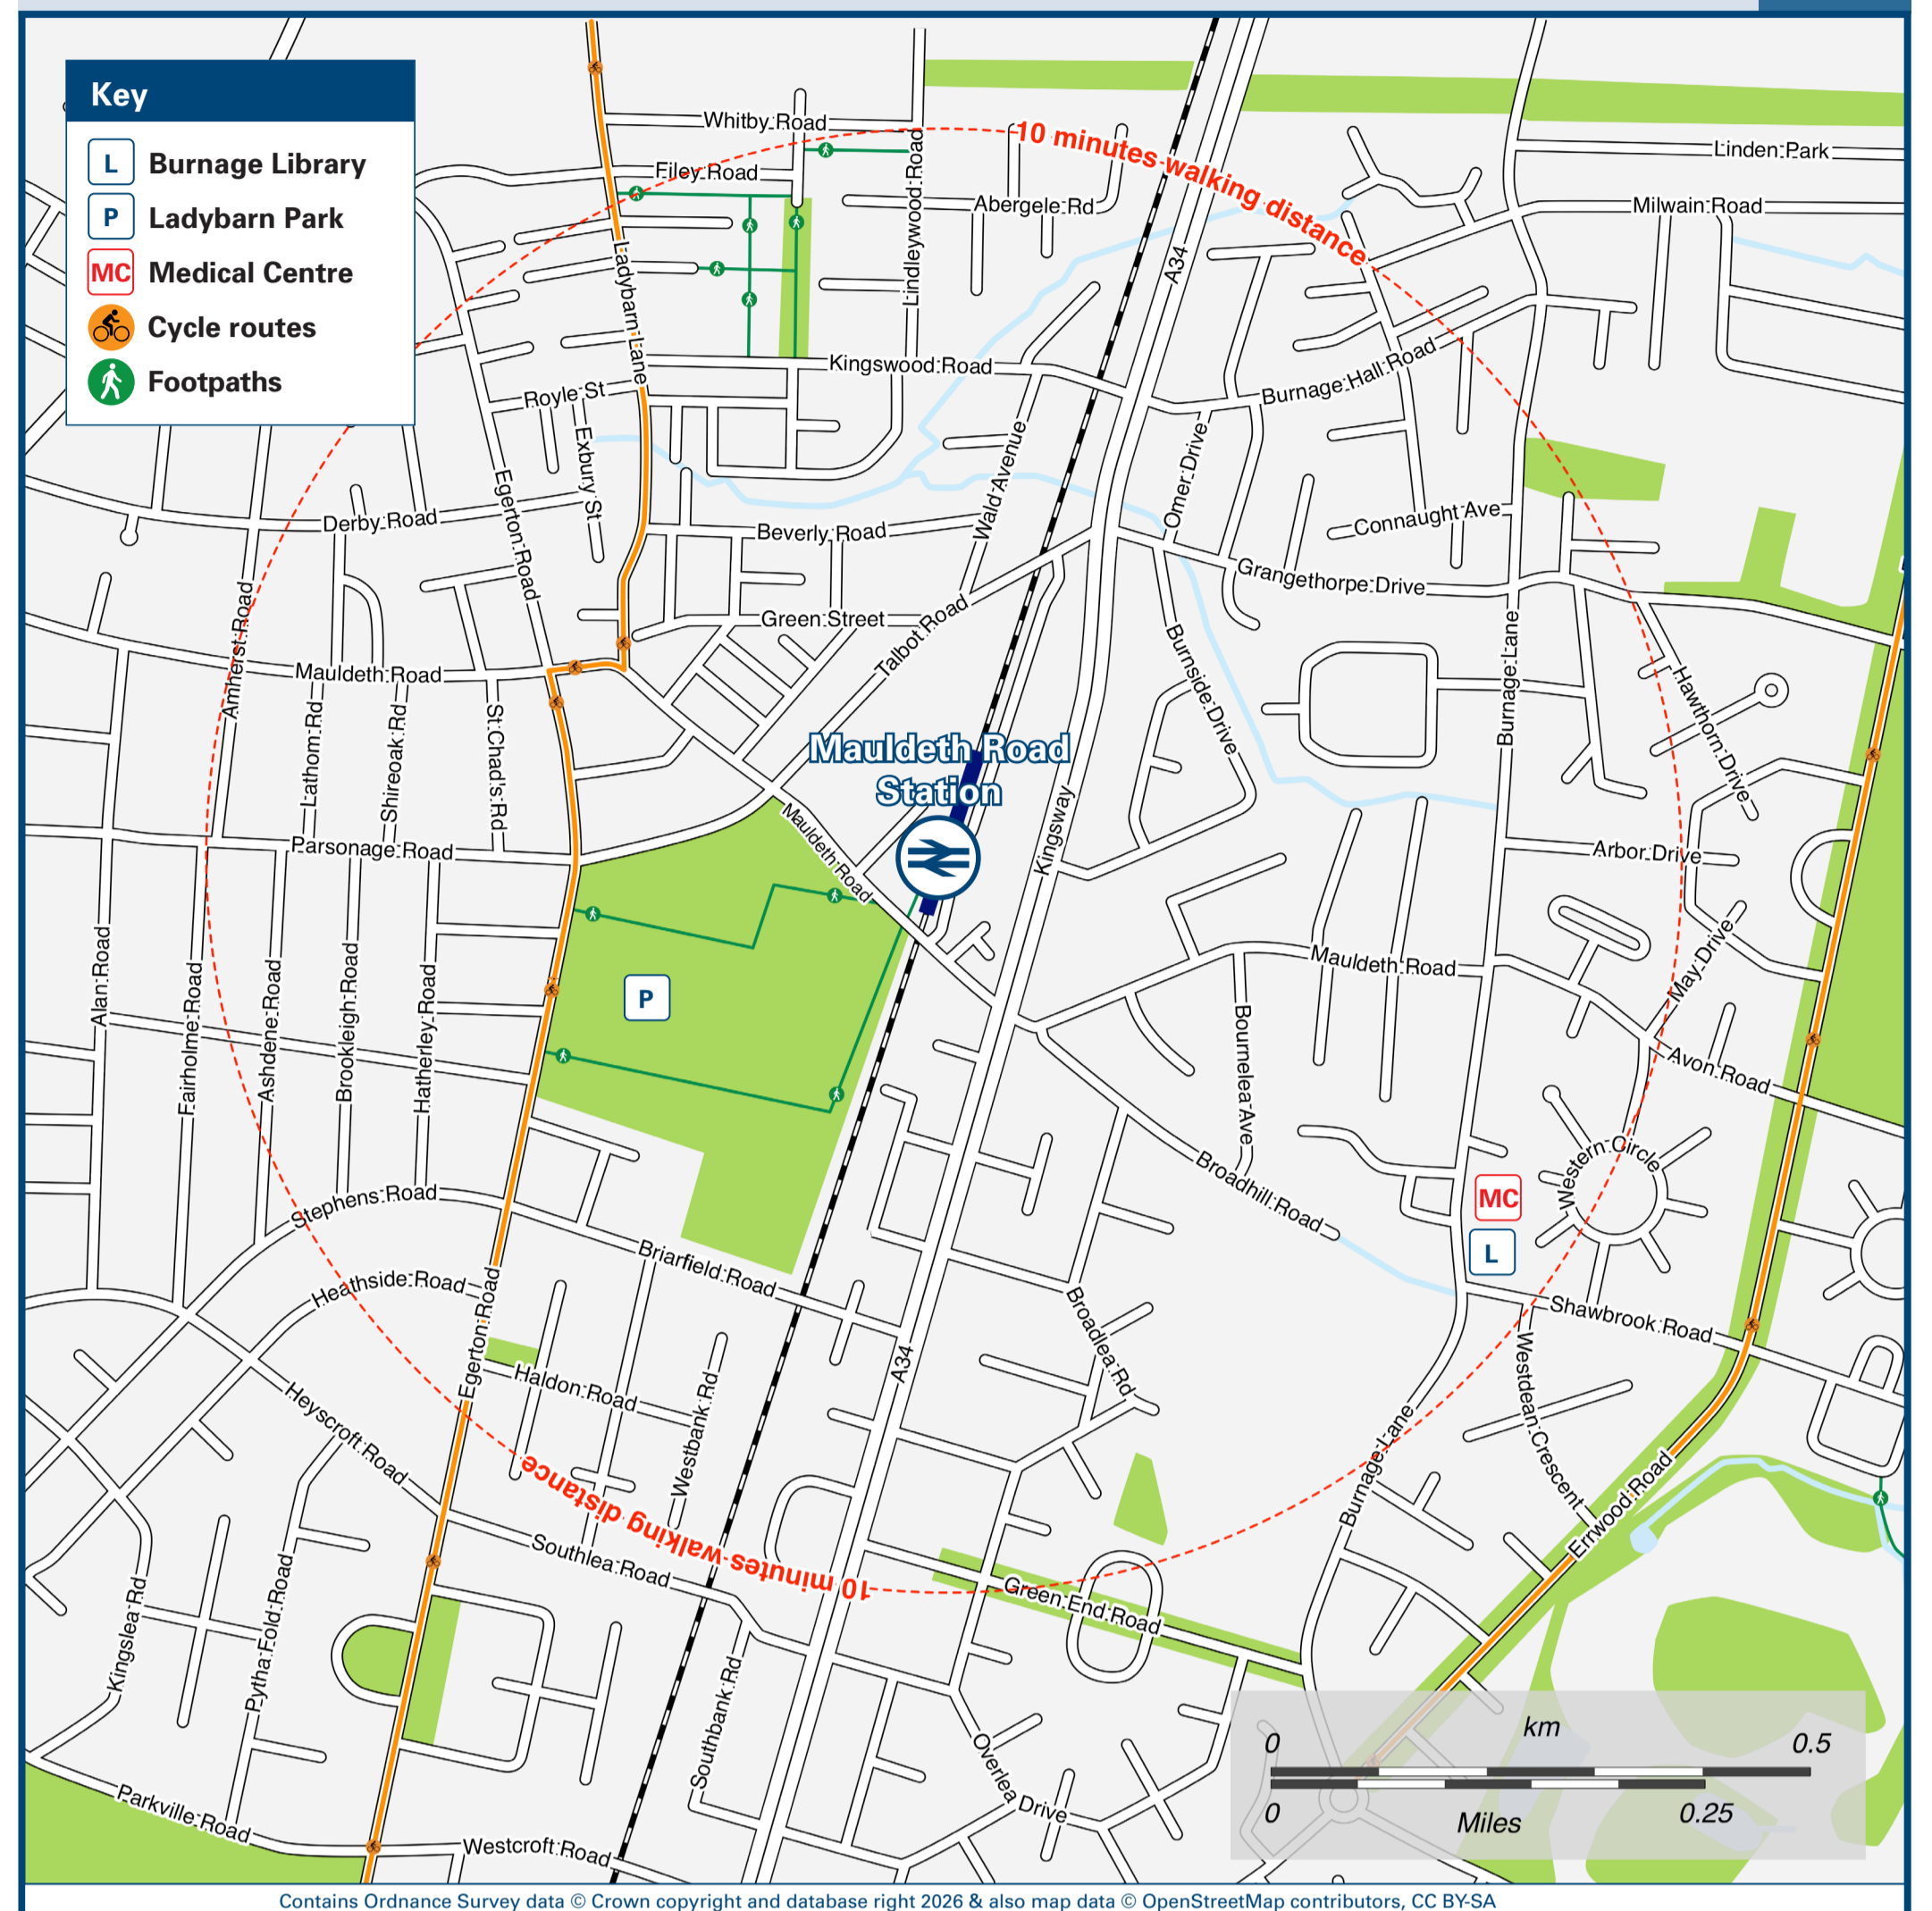 Key
L Burnage Library
P Ladybarn Park
MC Medical Centre
Cycle routes
Footpaths
Whitby Road
10 minutes walking distance
Linden Park
Filey Road
Lindleywood Road
Abergele Rd
Milwain Road
A34
Ladybarn Lane
Kingswood Road
Burnage Hall Road
Royle St
Exbury St
Egerton Road
Wald Avenue
Omer Drive
Derby Road
Beverly Road
Connaught Ave
Grangethorpe Drive
Amherst Road
Green Street
Talbot Road
Burnside Drive
Burnage Lane
Mauldeth Road
Lathom Rd
Shireoak Rd
St Chad's Rd
Hawthorn Drive
Mauldeth Road
Station
Kingsway
Mauldeth Road
Parsonage Road
Arbor Drive
Alan Road
Fairholme Road
Ashdene Road
Brookleigh Road
Hatherley Road
P
Mauldeth Road
May Drive
Bournelea Ave
Avon Road
Western Circle
Broadhill Road
MC
L
Stephens Road
Briarfield Road
Heathside Road
Egerton Road
Broadlea Rd
Shawbrook Road
A34
Haldon Road
Westbank Rd
Heyscroft Road
Westdean Crescent
Burnage Lane
10 minutes walking distance
Errwood Road
Southlea Road
Green End Road
Kingslea Rd
Pytha Fold Road
Southbank Rd
Overlea Drive
Parkville Road
Westcroft Road
km
0 0.5
0 Miles 0.25
Contains Ordnance Survey data © Crown copyright and database right 2026 & also map data © OpenStreetMap contributors, CC BY-SA